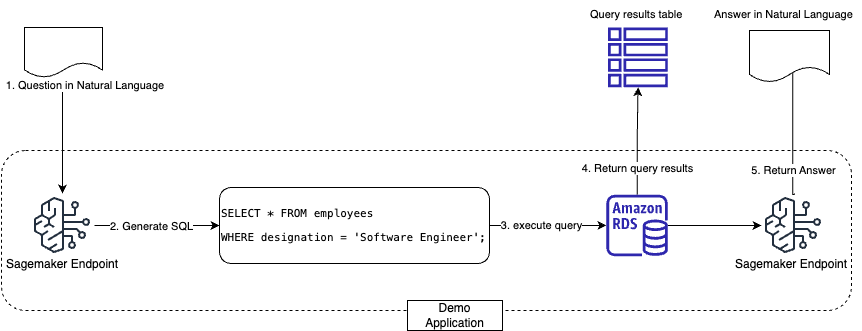 Query results table
Answer in Natural Language
1. Question in Natural Language
4. Return query results
5. Return Answer
2. Generate SQL
SELECT * FROM employees
WHERE designation = 'Software Engineer';
3. execute query
Amazon
RDS
Sagemaker Endpoint
Sagemaker Endpoint
Demo
Application